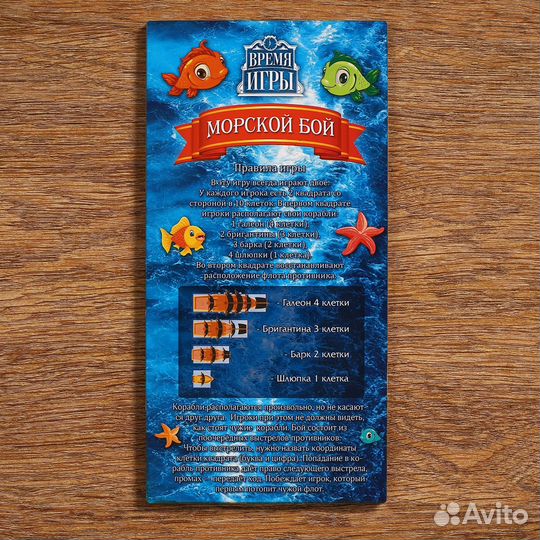 ВРЕМЯ
ИГРЫ
МОРСКОЙ БОЙ
Правила игры
В эту игру всегда играют двое.
У каждого игрока есть 2 квадрата со
стороной в 10 клеток. В первом квадрате
игроки располагают свои корабли:
1 галеон (4 клетки),
2 бригантины (3 клетки),
3 барка (2 клетки),
4 шлюпки (1 клетка).
Во втором квадрате восстанавливают
расположение флота противника.
- Галеон 4 клетки
- Бригантина 3 клетки
- Барк 2 клетки
- Шлюпка 1 клетка
Корабли располагаются произвольно, но не касают-
ся друг друга. Игроки при этом не должны видеть,
как стоят чужие корабли. Бой состоит из
поочерёдных выстрелов противников.
Чтобы выстрелить, нужно назвать координаты
клетки квадрата (буква и цифра). Попадание в ко-
рабль противника даёт право следующего выстрела,
промах - передаёт ход. Побеждает игрок, который
первым потопит чужой флот.
Avito